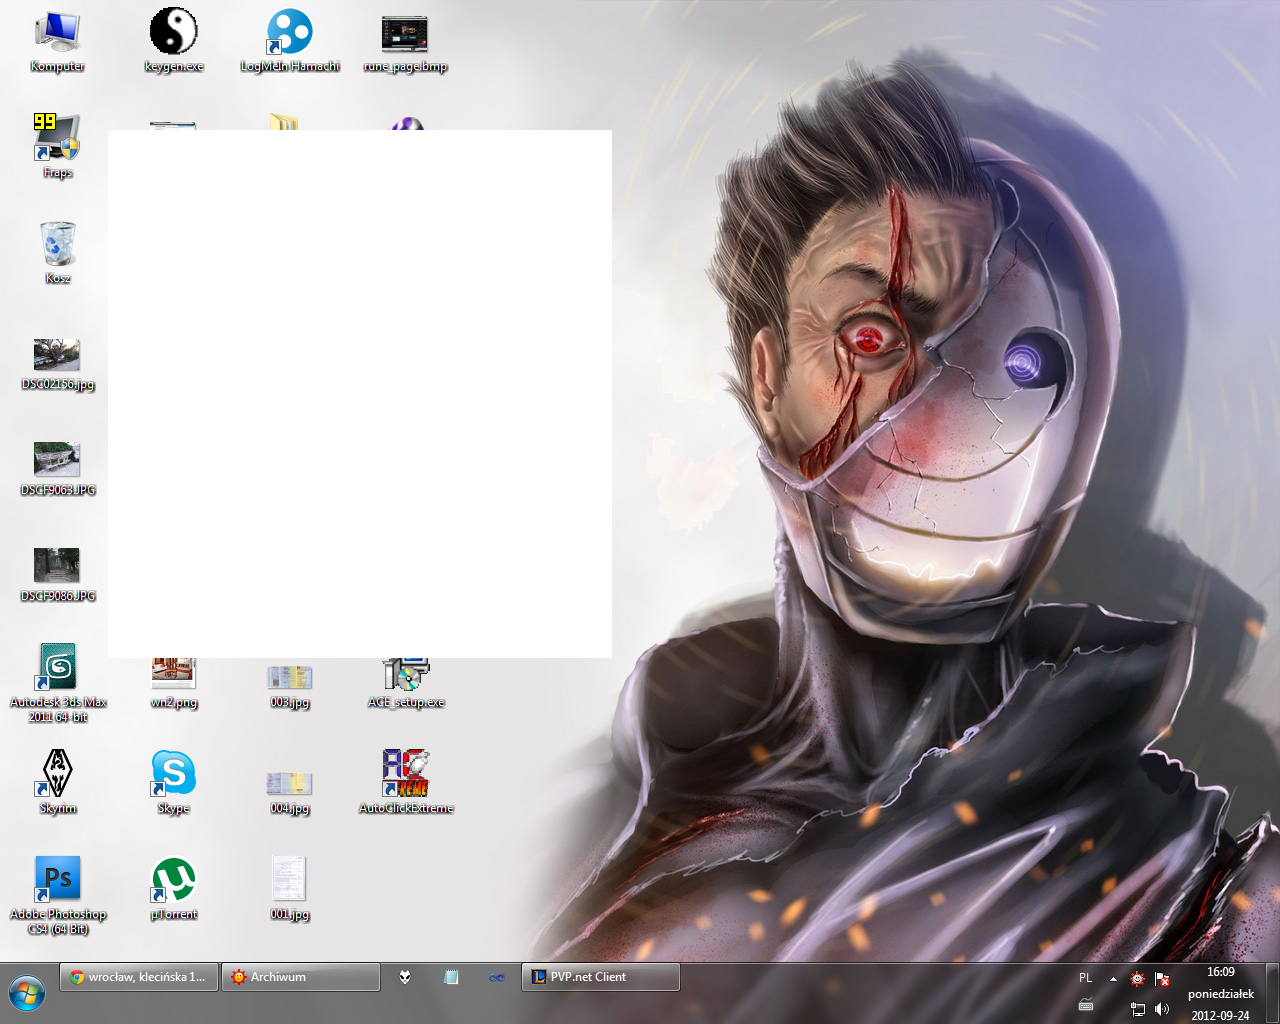 Komputer
keygen.exe
LogMeIn Hamachi
rune_page.bmp
99
Fraps
Kosz
DSC02156.jpg
DSCF9063.JPG
DSCF9086.JPG
Autodesk 3ds Max
2011 64-bit
wn2.png
003.jpg
ACE_setup.exe
Skyrim
Skype
004.jpg
AutoClickExtreme
Ps
Adobe Photoshop
CS4 (64 Bit)
µTorrent
001.jpg
wrocław, klecińska 1...
Archiwum
PVP.net Client
PL
16:09
poniedziałek
2012-09-24